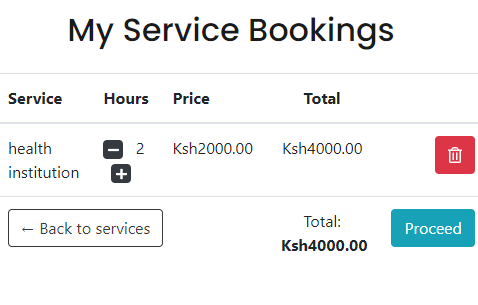 My Service Bookings
Service Hours Price Total
health 2 Ksh2000.00 Ksh4000.00
institution
← Back to services Total: Proceed
Ksh4000.00